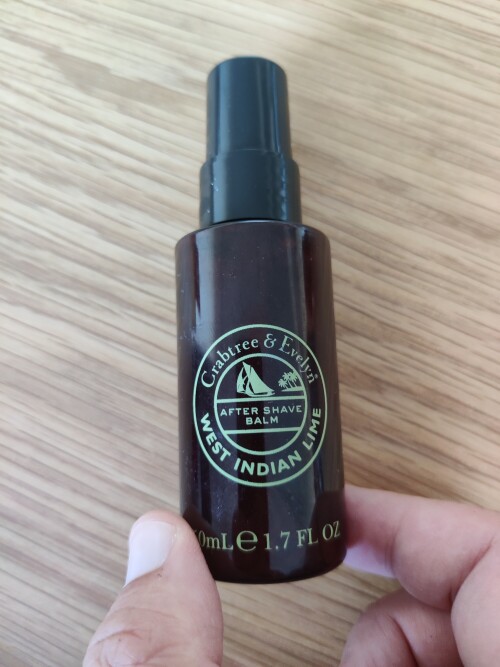 Crabtree & Evelyn
AFTER SHAVE
BALM
WEST INDIAN LIME
0mL e 1.7 FL OZ